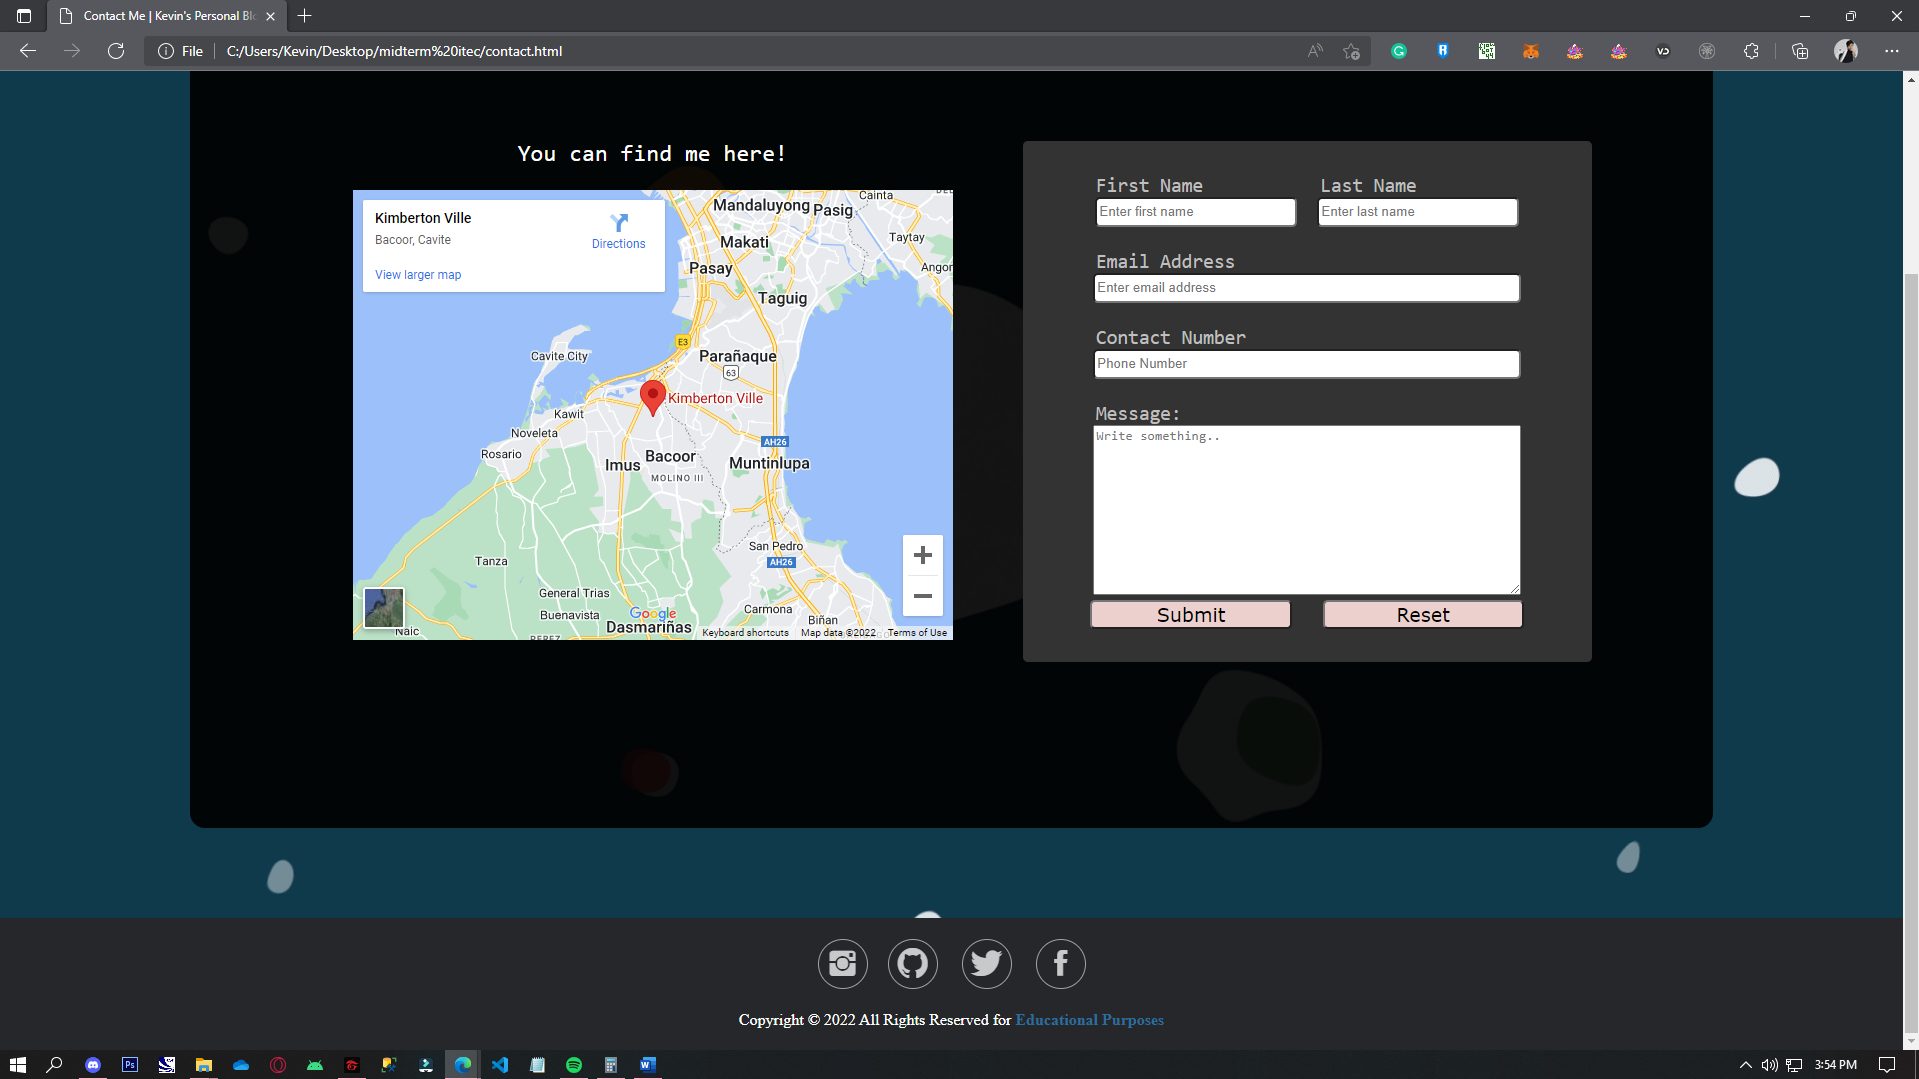 Contact Me | Kevin's Personal Blo
File
C:/Users/Kevin/Desktop/midterm%20itec/contact.html
You can find me here!
Kimberton Ville
Bacoor, Cavite
Directions
View larger map
Cainta
Mandaluyong
Pasig
Makati
Taytay
Pasay
Angon
Taguig
E3
Cavite City
Parañaque
63
Kimberton Ville
Kawit
Noveleta
AH26
Rosario
Imus
Bacoor
Muntinlupa
MOLINO III
San Pedro
Tanza
AH26
General Trias
Buenavista
Google
Carmona
Biñan
Dasmariñas
Naic
Keyboard shortcuts
Map data ©2022
Terms of Use
First Name
Last Name
Enter first name
Enter last name
Email Address
Enter email address
Contact Number
Phone Number
Message:
Write something..
Submit
Reset
Copyright © 2022 All Rights Reserved for Educational Purposes
3:54 PM